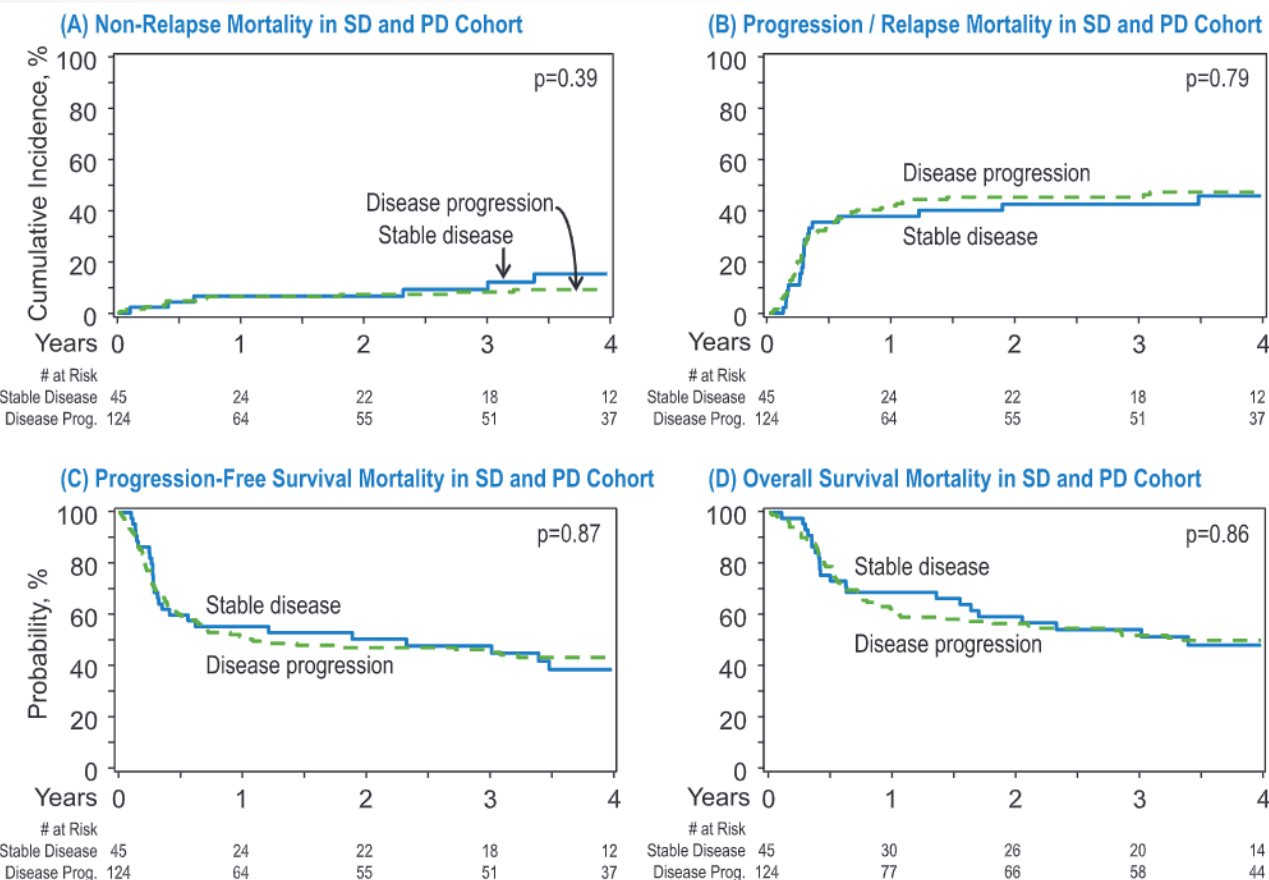 (A) Non-Relapse Mortality in SD and PD Cohort
Cumulative Incidence, %
100
80
60
40
20
0
p=0.39
Disease progression
Stable disease
Years 0 1 2 3 4
# at Risk
Stable Disease 45 24 22 18 12
Disease Prog. 124 64 55 51 37
(B) Progression / Relapse Mortality in SD and PD Cohort
100
80
60
40
20
0
p=0.79
Disease progression
Stable disease
Years 0 1 2 3 4
# at Risk
Stable Disease 45 24 22 18 12
Disease Prog. 124 64 55 51 37
(C) Progression-Free Survival Mortality in SD and PD Cohort
Probability, %
100
80
60
40
20
0
p=0.87
Stable disease
Disease progression
Years 0 1 2 3 4
# at Risk
Stable Disease 45 24 22 18 12
Disease Prog. 124 64 55 51 37
(D) Overall Survival Mortality in SD and PD Cohort
100
80
60
40
20
0
p=0.86
Stable disease
Disease progression
Years 0 1 2 3 4
# at Risk
Stable Disease 45 30 26 20 14
Disease Prog. 124 77 66 58 44